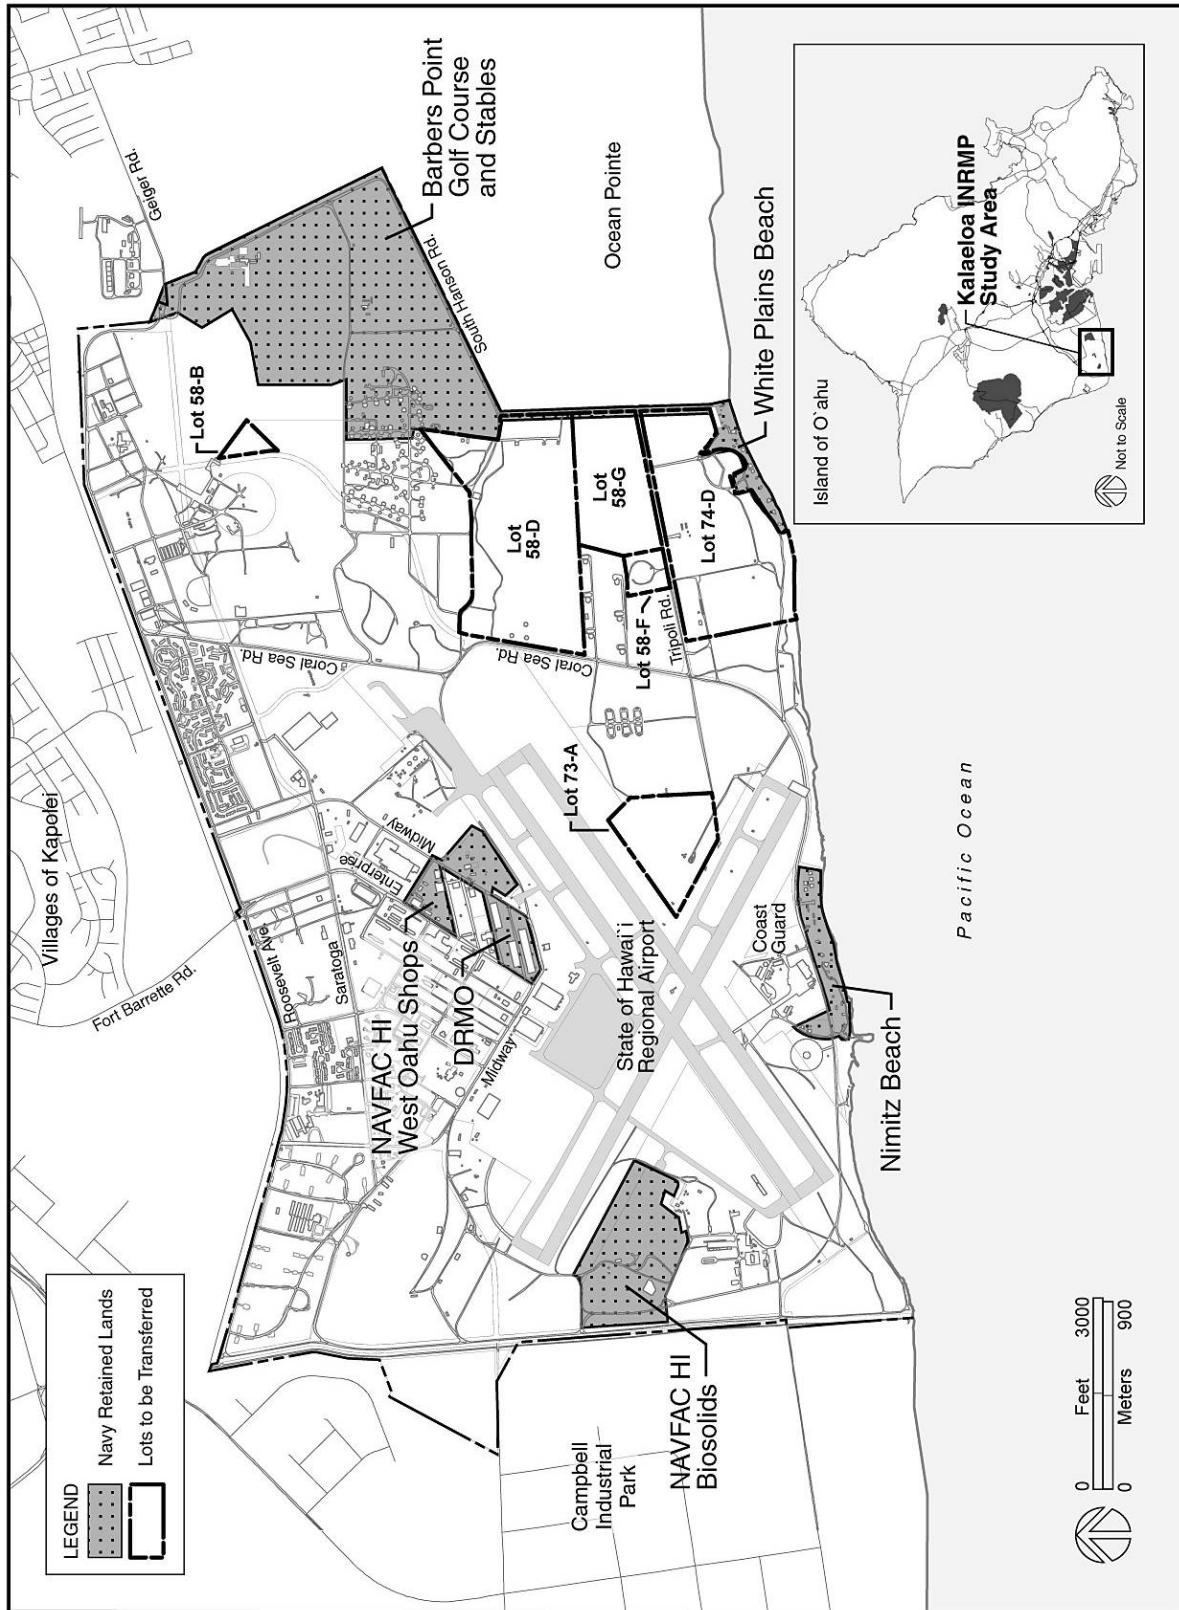 LEGEND
Navy Retained Lands
Lots to be Transferred
Villages of Kapolei
Fort Barrette Rd.
Roosevelt Ave.
Saratoga
Enterprise
Midway
NAVFAC HI
West Oahu Shops
DRMO
Midway
Coral Sea Rd.
Lot 58-B
Geiger Rd.
Barbers Point
Golf Course
and Stables
South Hanson Rd.
Ocean Pointe
Lot
58-D
Lot
58-G
Lot 58-F
Coral Sea Rd.
Tripoli Rd.
Lot 74-D
White Plains Beach
Lot 73-A
State of Hawai`i
Regional Airport
Coast
Guard
Nimitz Beach
Campbell
Industrial
Park
NAVFAC HI
Biosolids
Pacific Ocean
0 Feet 3000
0 Meters 900
Island of O`ahu
Kalaeloa INRMP
Study Area
Not to Scale